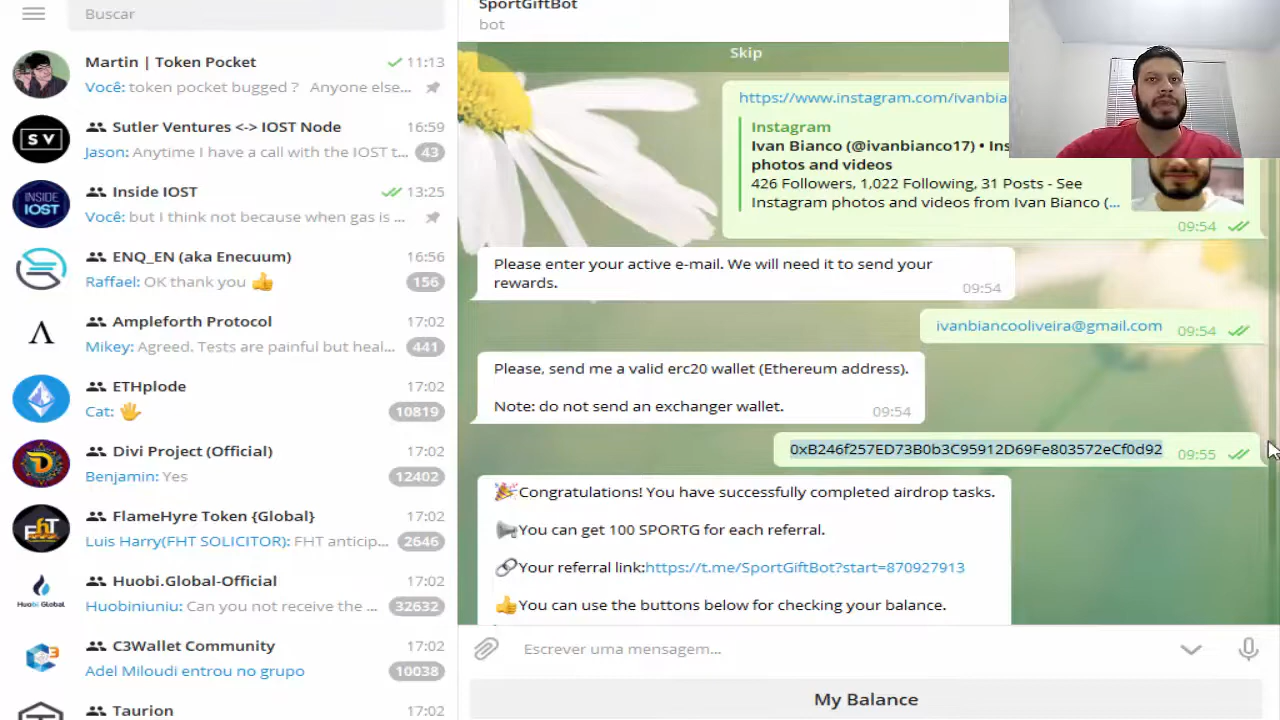 Buscar
Martin | Token Pocket 11:13
Você: token pocket bugged ? Anyone else...
Sutler Ventures <-> IOST Node 16:59
Jason: Anytime I have a call with the IOST t... 43
Inside IOST 13:25
Você: but I think not because when gas is ...
ENQ_EN (aka Enecuum) 16:56
Raffael: OK thank you 👍 156
Ampleforth Protocol 17:02
Mikey: Agreed. Tests are painful but heal... 441
ETHplode 17:02
Cat: 👋 10819
Divi Project (Official) 17:02
Benjamin: Yes 12402
FlameHyre Token {Global} 17:02
Luis Harry(FHT SOLICITOR): FHT anticip... 2646
Huobi.Global-Official 17:02
Huobiniuniu: Can you not receive the ... 32632
C3Wallet Community 17:02
Adel Miloudi entrou no grupo 10038
Taurion 17:02
SV
INSIDE
IOST
FhT
Huobi Global
SportGiftBot
bot
Skip
https://www.instagram.com/ivanbia
Instagram
Ivan Bianco (@ivanbianco17) • Ins
photos and videos
426 Followers, 1,022 Following, 31 Posts - See
Instagram photos and videos from Ivan Bianco (...
09:54
Please enter your active e-mail. We will need it to send your
rewards.
09:54
ivanbiancooliveira@gmail.com 09:54
Please, send me a valid erc20 wallet (Ethereum address).
Note: do not send an exchanger wallet. 09:54
0xB246f257ED73B0b3C95912D69Fe803572eCf0d92 09:55
🎉Congratulations! You have successfully completed airdrop tasks.
📢You can get 100 SPORTG for each referral.
🔗Your referral link:https://t.me/SportGiftBot?start=870927913
👍You can use the buttons below for checking your balance.
Escrever uma mensagem...
My Balance